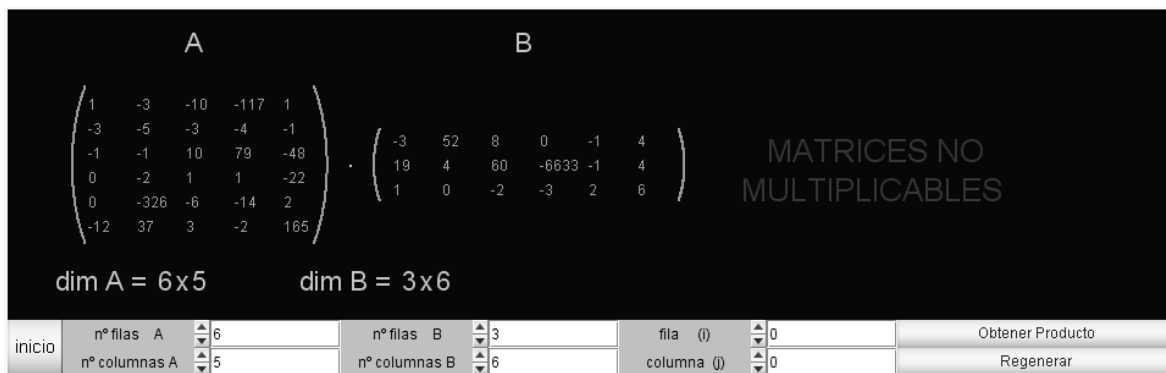 A B
1 -3 -10 -117 1
-3 -5 -3 -4 -1
-1 -1 10 79 -48
0 -2 1 1 -22
0 -326 -6 -14 2
-12 37 3 -2 165
.
-3 52 8 0 -1 4
19 4 60 -6633 -1 4
1 0 -2 -3 2 6
MATRICES NO
MULTIPLICABLES
dim A = 6x5 dim B = 3x6
inicio
nº filas A 6 nº filas B 3 fila (i) 0 Obtener Producto
nº columnas A 5 nº columnas B 6 columna (j) 0 Regenerar